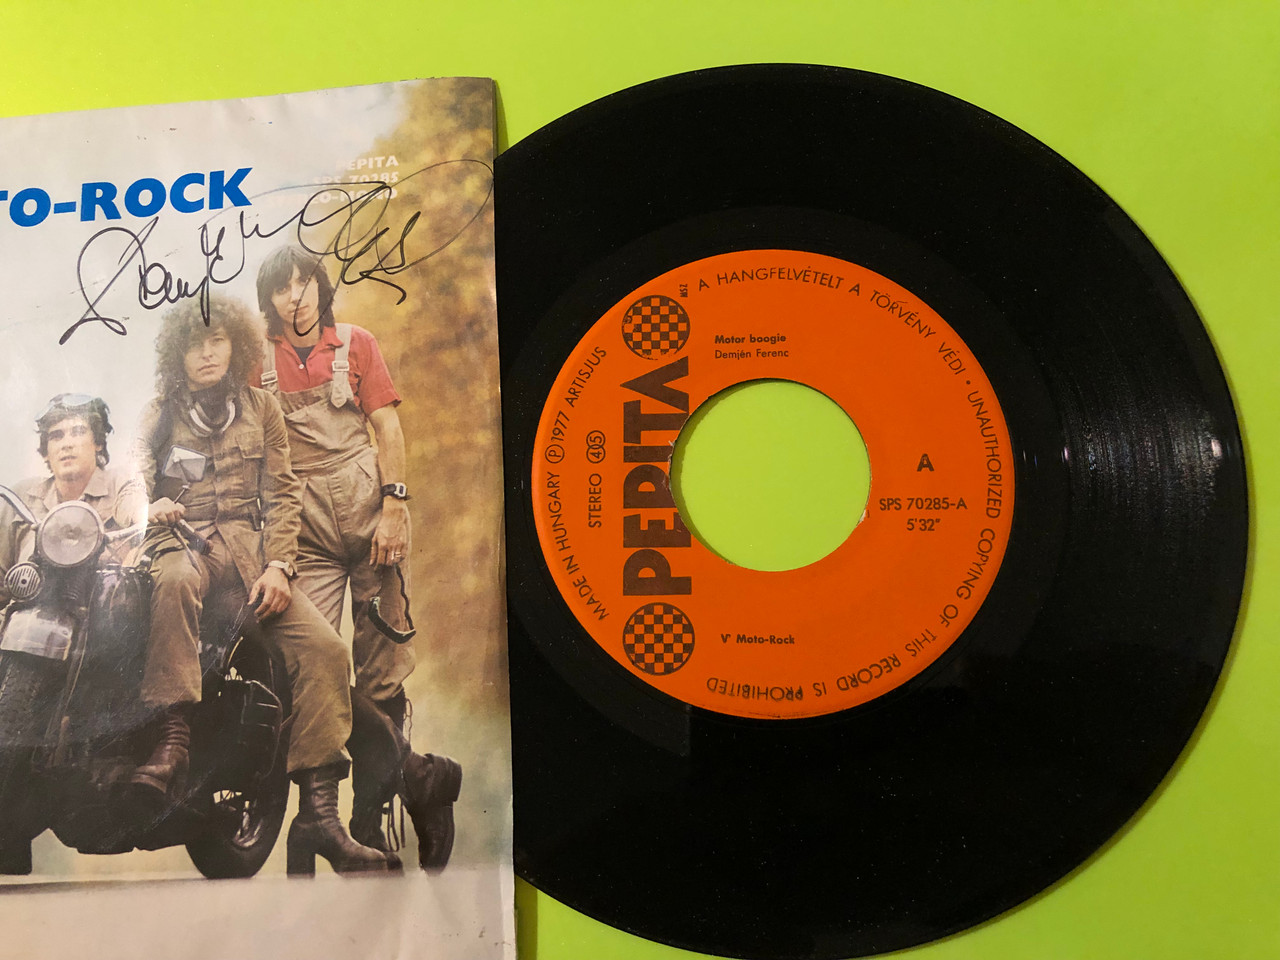 TO-ROCK
PEPITA
SPS 70285
A HANGFELVÉTELT A TÖRVÉNY VÉDI • UNAUTHORIZED COPYING OF THIS RECORD IS PROHIBITED
MSZ
Motor boogie
Demjén Ferenc
MADE IN HUNGARY Ⓟ 1977 ARTISJUS
STEREO 45
PEPITA
A
SPS 70285-A
5'32"
V' Moto-Rock